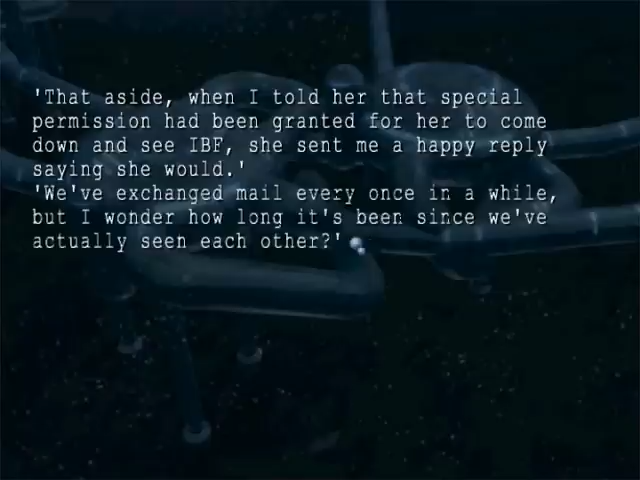 'That aside, when I told her that special
permission had been granted for her to come
down and see IBF, she sent me a happy reply
saying she would.'
'We've exchanged mail every once in a while,
but I wonder how long it's been since we've
actually seen each other?'